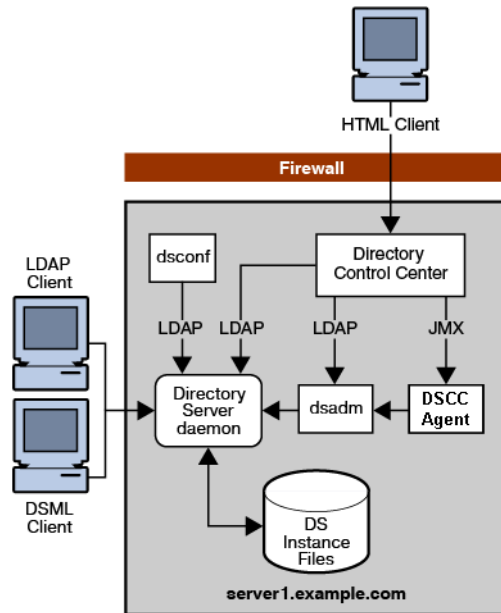 HTML Client
Firewall
dsconf
Directory
Control Center
LDAP
Client
LDAP
LDAP
LDAP
JMX
Directory
Server
daemon
dsadm
DSCC
Agent
DSML
Client
DS
Instance
Files
server1.example.com